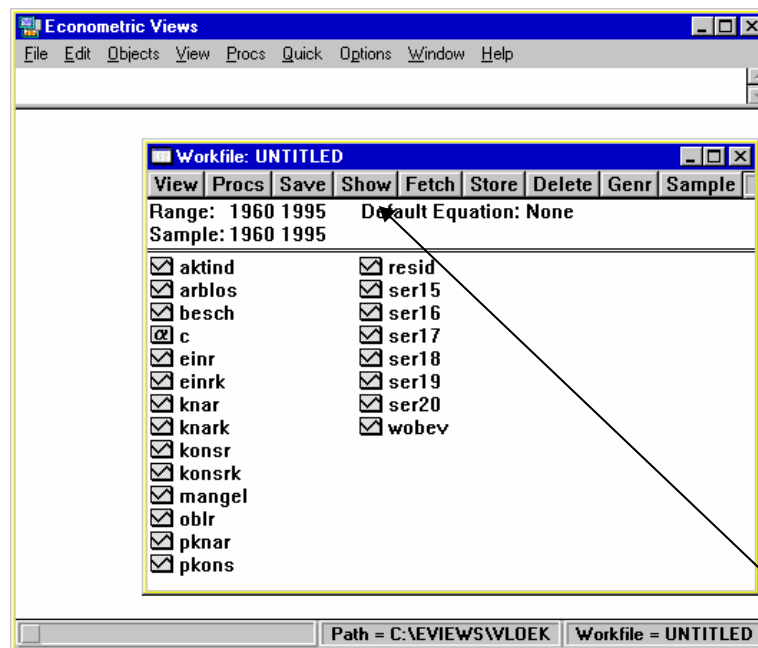 Econometric Views
File Edit Objects View Procs Quick Options Window Help
Workfile: UNTITLED
View Procs Save Show Fetch Store Delete Genr Sample
Range: 1960 1995 Default Equation: None
Sample: 1960 1995
aktind
arblos
besch
c
einr
einrk
knar
knark
konsr
konsrk
mangel
oblr
pknar
pkons
resid
ser15
ser16
ser17
ser18
ser19
ser20
wobev
Path = C:\EVIEWS\VLOEK Workfile = UNTITLED